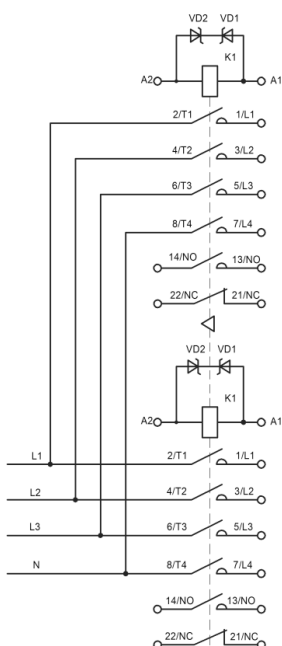 VD2 VD1
K1
A2 A1
2/T1 1/L1
4/T2 3/L2
6/T3 5/L3
8/T4 7/L4
14/NO 13/NO
22/NC 21/NC
VD2 VD1
K1
A2 A1
L1 2/T1 1/L1
L2 4/T2 3/L2
L3 6/T3 5/L3
N 8/T4 7/L4
14/NO 13/NO
22/NC 21/NC